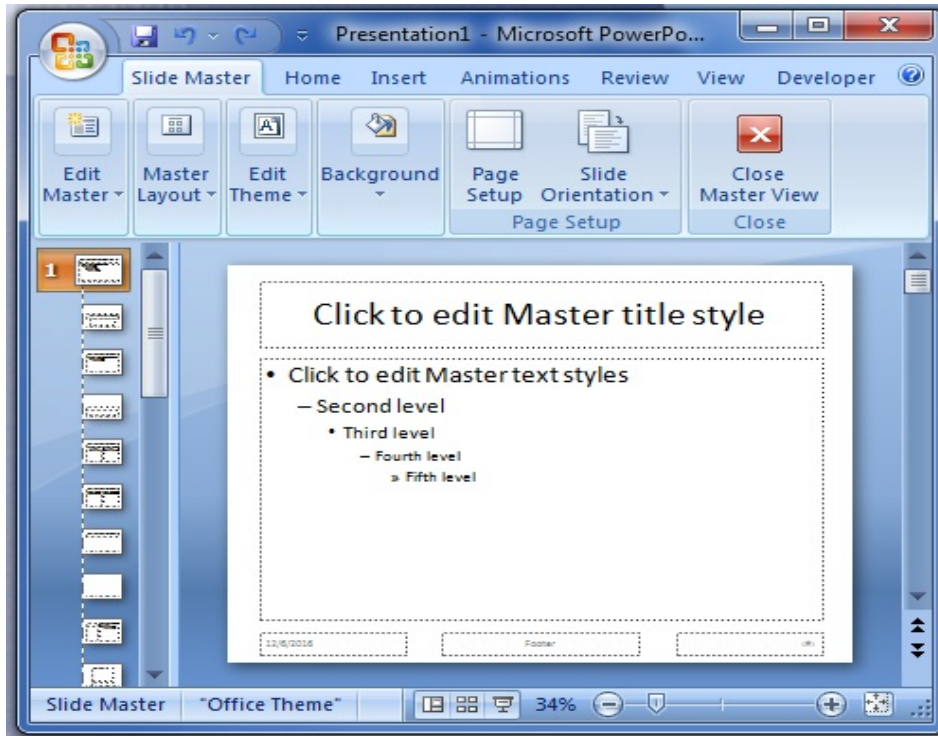 Presentation1 - Microsoft PowerPo...
Slide Master Home Insert Animations Review View Developer
Edit Master Master Layout Edit Theme Background Page Setup Slide Orientation Close Master View
Page Setup Close
1
Click to edit Master title style
• Click to edit Master text styles
– Second level
• Third level
– Fourth level
» Fifth level
12/6/2016 Footer ‹#›
Slide Master "Office Theme" 34%